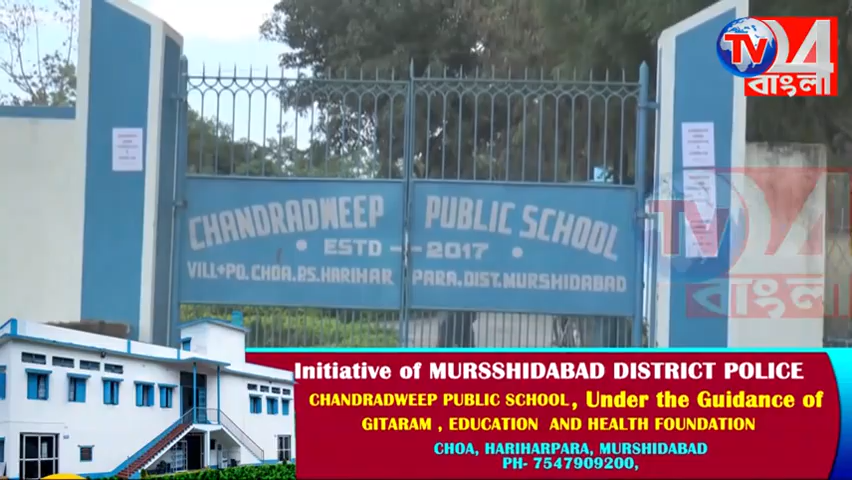 TV 24
বাংলা
TV 24
বাংলা
CHANDRADWEEP PUBLIC SCHOOL
ESTD - 2017
VILL+PO. CHOA. P.S. HARIHAR PARA. DIST. MURSHIDABAD
Initiative of MURSSHIDABAD DISTRICT POLICE
CHANDRADWEEP PUBLIC SCHOOL, Under the Guidance of
GITARAM , EDUCATION AND HEALTH FOUNDATION
CHOA, HARIHARPARA, MURSHIDABAD
PH- 7547909200,